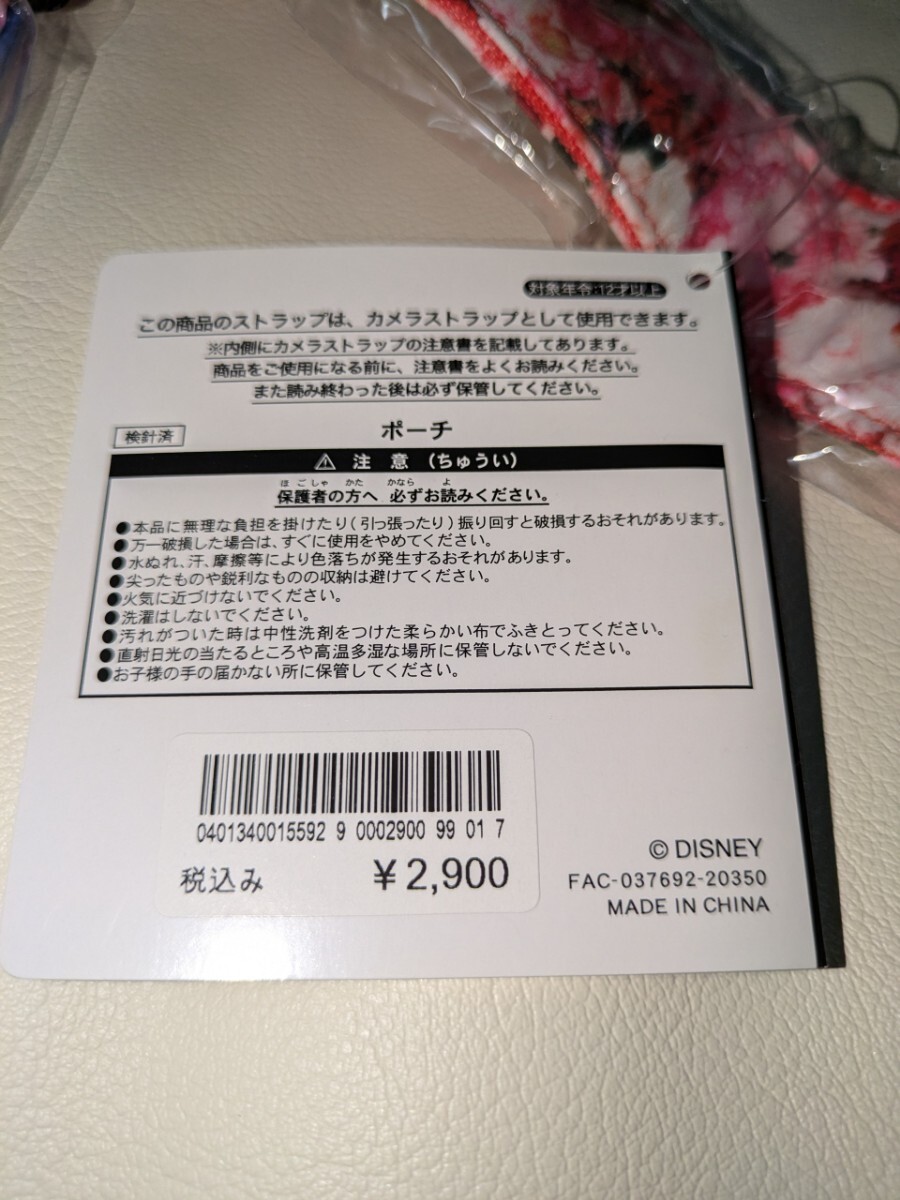 対象年令:12才以上
この商品のストラップは、カメラストラップとして使用できます。
※内側にカメラストラップの注意書を記載してあります。
商品をご使用になる前に、注意書をよくお読みください。
また読み終わった後は必ず保管してください。
検針済
ポーチ
⚠ 注 意 (ちゅうい)
ほごしゃ かた かなら よ
保護者の方へ 必ずお読みください。
●本品に無理な負担を掛けたり(引っ張ったり)振り回すと破損するおそれがあります。
●万一破損した場合は、すぐに使用をやめてください。
●水ぬれ、汗、摩擦等により色落ちが発生するおそれがあります。
●尖ったものや鋭利なものの収納は避けてください。
●火気に近づけないでください。
●洗濯はしないでください。
●汚れがついた時は中性洗剤をつけた柔らかい布でふきとってください。
●直射日光の当たるところや高温多湿な場所に保管しないでください。
●お子様の手の届かない所に保管してください。
0401340015592 9 0002900 99 01 7
税込み ¥2,900
© DISNEY
FAC-037692-20350
MADE IN CHINA